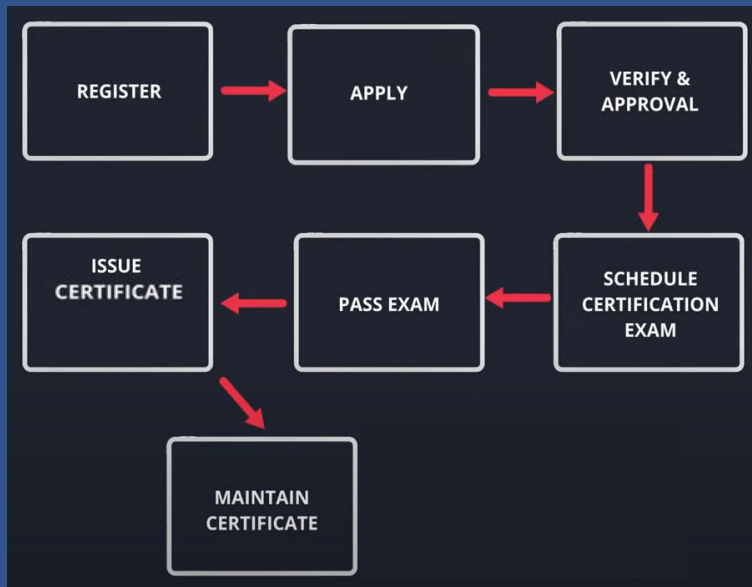 REGISTER
APPLY
VERIFY &
APPROVAL
SCHEDULE
CERTIFICATION
EXAM
PASS EXAM
ISSUE
CERTIFICATE
MAINTAIN
CERTIFICATE